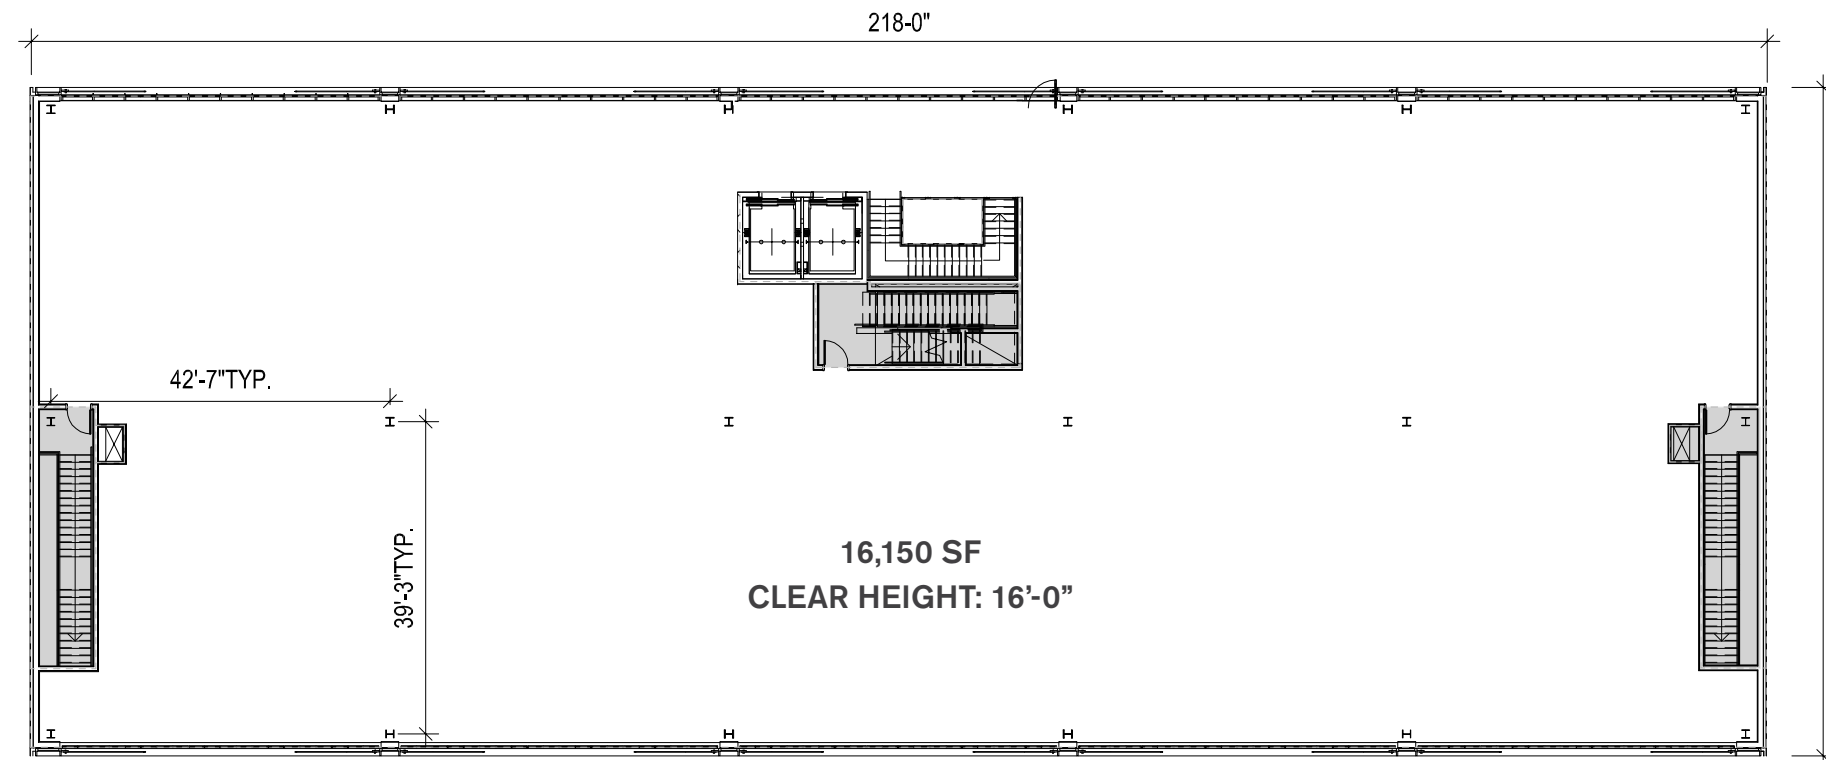 218-0"
42'-7"TYP.
39'-3"TYP.
16,150 SF
CLEAR HEIGHT: 16’-0”